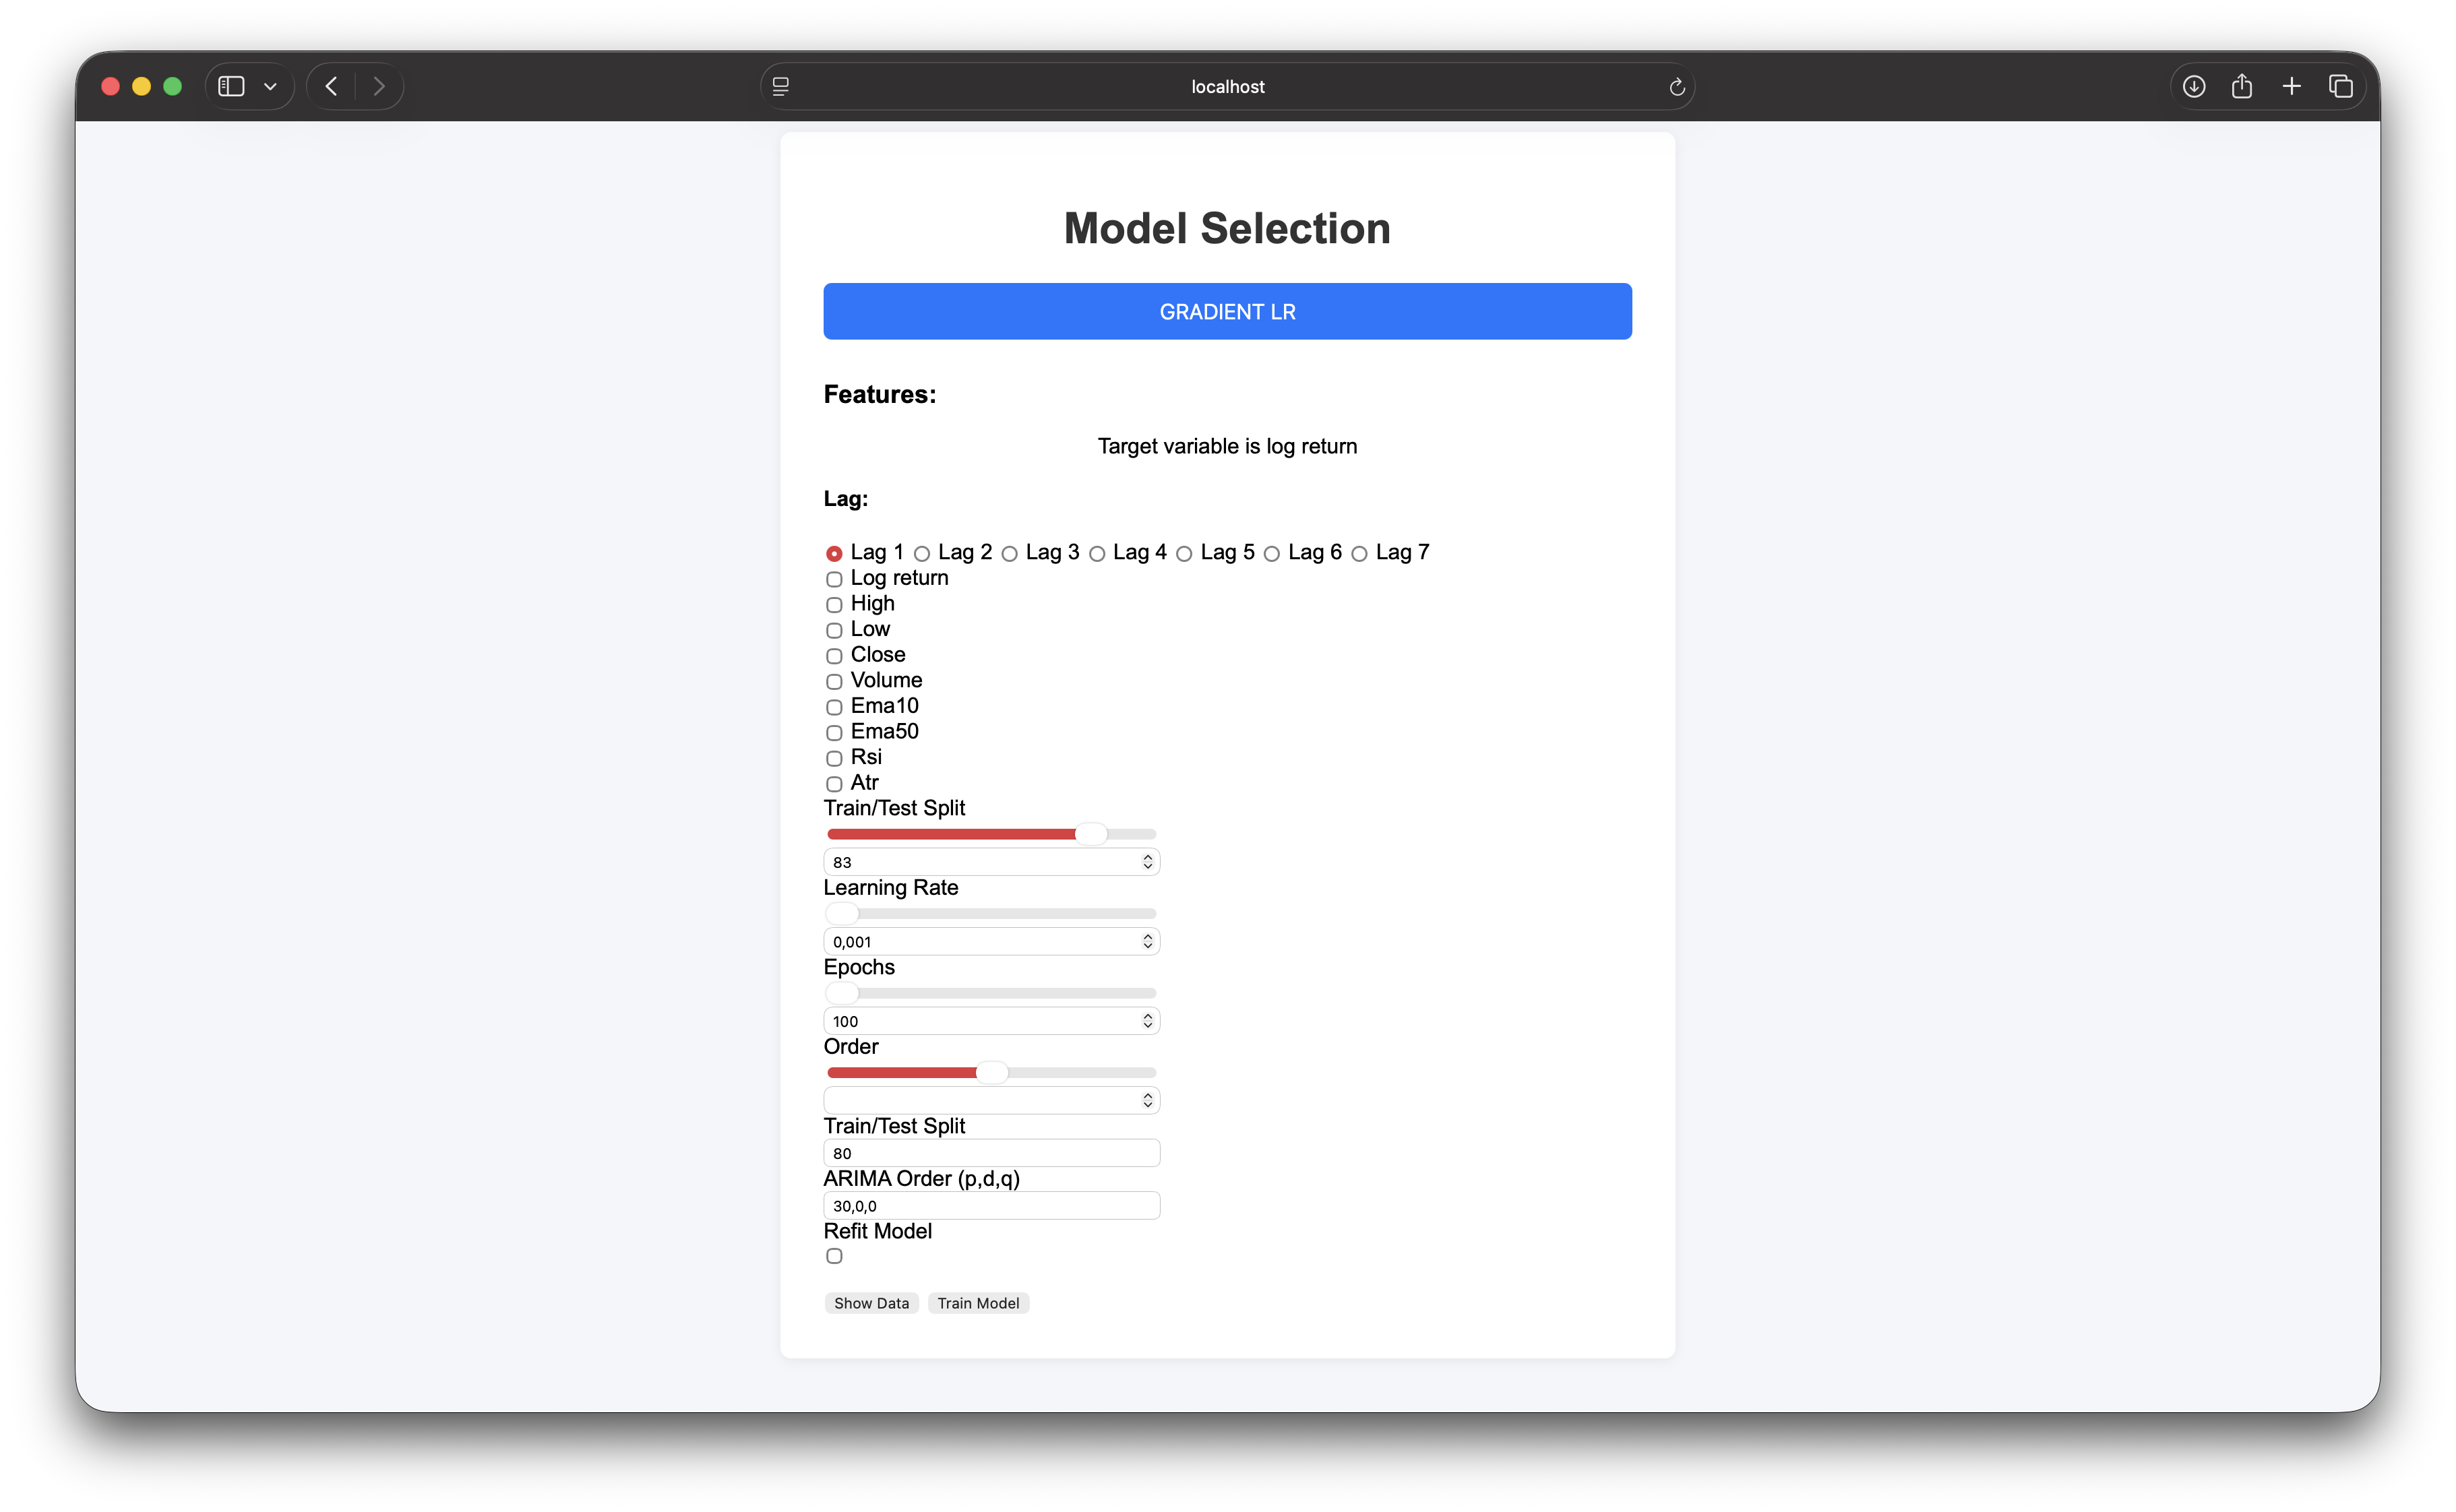 localhost
Model Selection
GRADIENT LR
Features:
Target variable is log return
Lag:
Lag 1 Lag 2 Lag 3 Lag 4 Lag 5 Lag 6 Lag 7
Log return
High
Low
Close
Volume
Ema10
Ema50
Rsi
Atr
Train/Test Split
83
Learning Rate
0,001
Epochs
100
Order
Train/Test Split
80
ARIMA Order (p,d,q)
30,0,0
Refit Model
Show Data Train Model